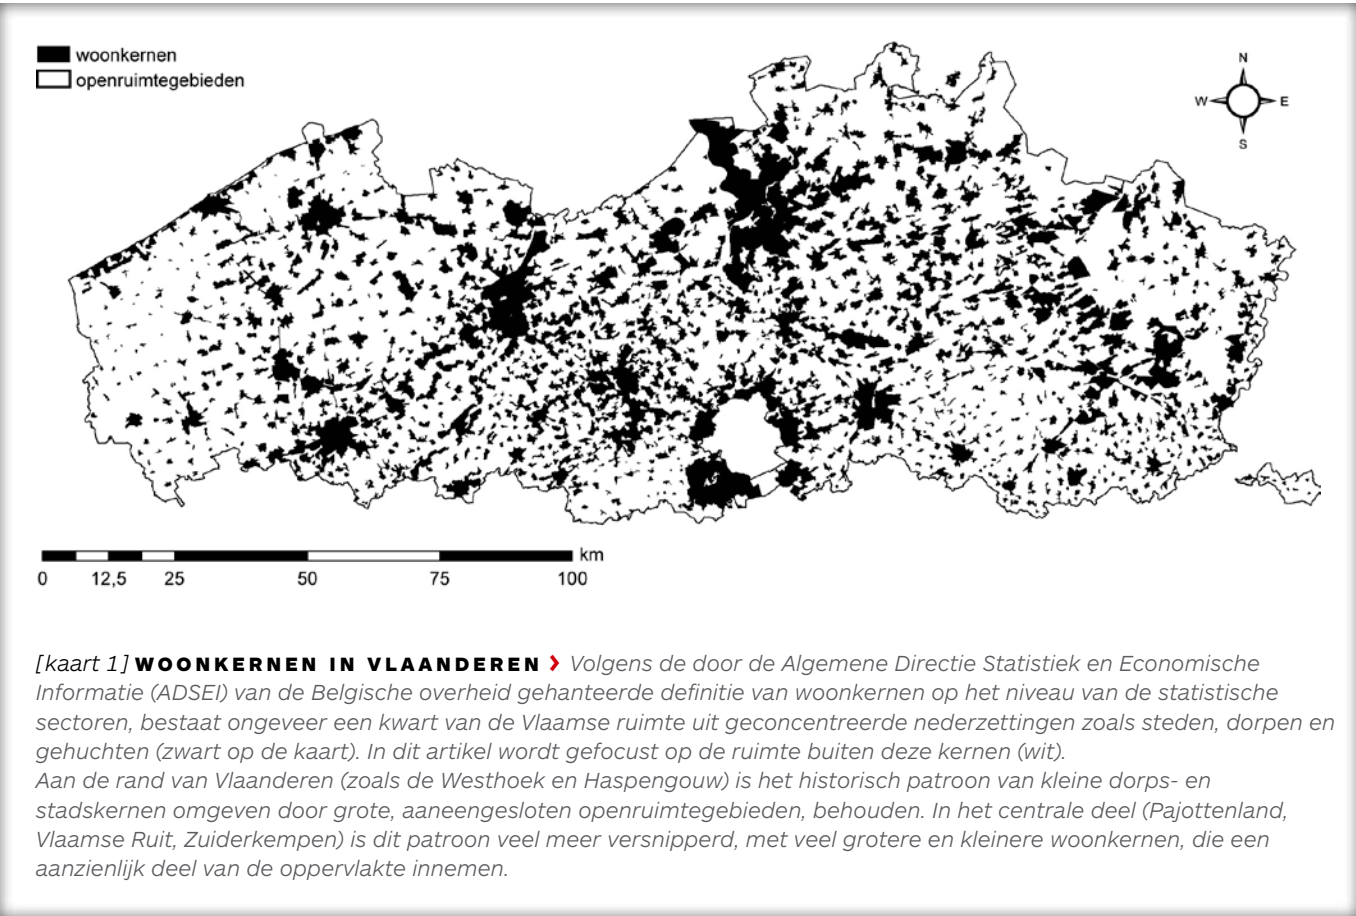 woonkernen
openruimtegebieden
N
W E
S
km
0 12,5 25 50 75 100
[kaart 1] WOONKERNEN IN VLAANDEREN › Volgens de door de Algemene Directie Statistiek en Economische
Informatie (ADSEI) van de Belgische overheid gehanteerde definitie van woonkernen op het niveau van de statistische
sectoren, bestaat ongeveer een kwart van de Vlaamse ruimte uit geconcentreerde nederzettingen zoals steden, dorpen en
gehuchten (zwart op de kaart). In dit artikel wordt gefocust op de ruimte buiten deze kernen (wit).
Aan de rand van Vlaanderen (zoals de Westhoek en Haspengouw) is het historisch patroon van kleine dorps- en
stadskernen omgeven door grote, aaneengesloten openruimtegebieden, behouden. In het centrale deel (Pajottenland,
Vlaamse Ruit, Zuiderkempen) is dit patroon veel meer versnipperd, met veel grotere en kleinere woonkernen, die een
aanzienlijk deel van de oppervlakte innemen.